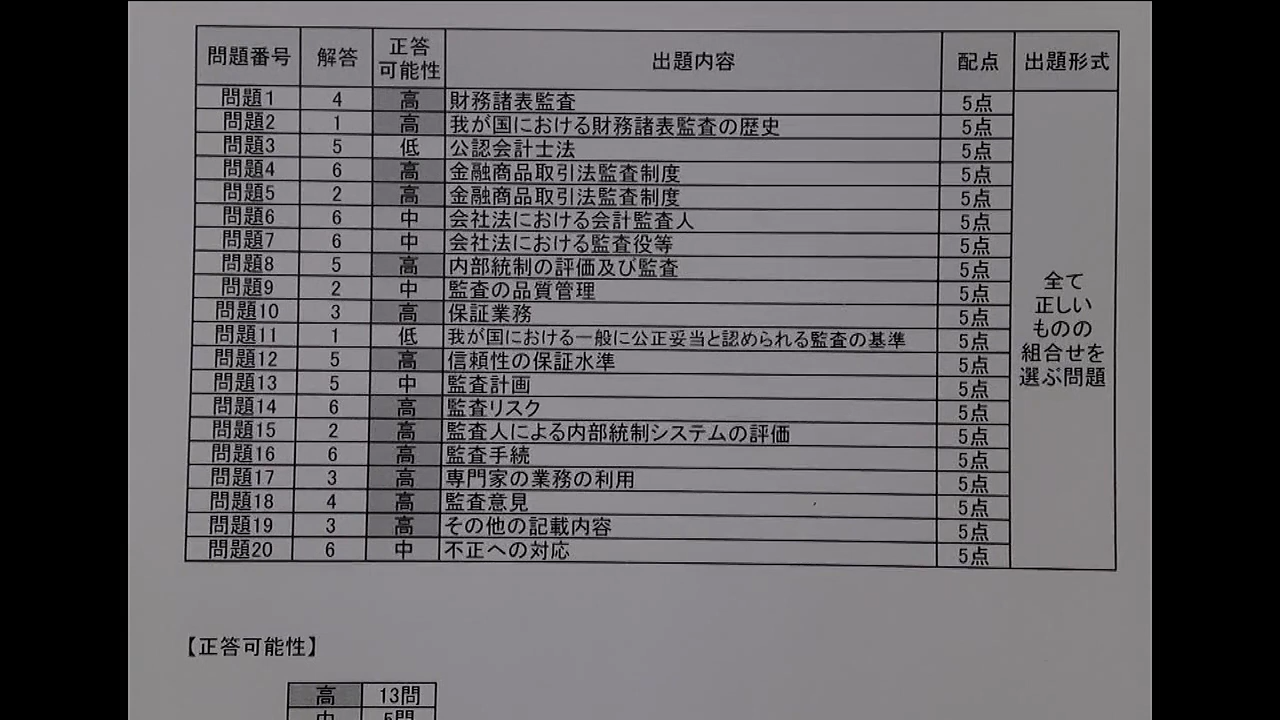 問題番号 解答 正答可能性 出題内容 配点 出題形式
問題1 4 高 財務諸表監査 5点
問題2 1 高 我が国における財務諸表監査の歴史 5点
問題3 5 低 公認会計士法 5点
問題4 6 高 金融商品取引法監査制度 5点
問題5 2 高 金融商品取引法監査制度 5点
問題6 6 中 会社法における会計監査人 5点
問題7 6 中 会社法における監査役等 5点
問題8 5 高 内部統制の評価及び監査 5点
問題9 2 中 監査の品質管理 5点
問題10 3 高 保証業務 5点
問題11 1 低 我が国における一般に公正妥当と認められる監査の基準 5点
問題12 5 高 信頼性の保証水準 5点
問題13 5 中 監査計画 5点
問題14 6 高 監査リスク 5点
問題15 2 高 監査人による内部統制システムの評価 5点
問題16 6 高 監査手続 5点
問題17 3 高 専門家の業務の利用 5点
問題18 4 高 監査意見 5点
問題19 3 高 その他の記載内容 5点
問題20 6 中 不正への対応 5点
全て
正しい
ものの
組合せを
選ぶ問題
【正答可能性】
高 13問
中 5問